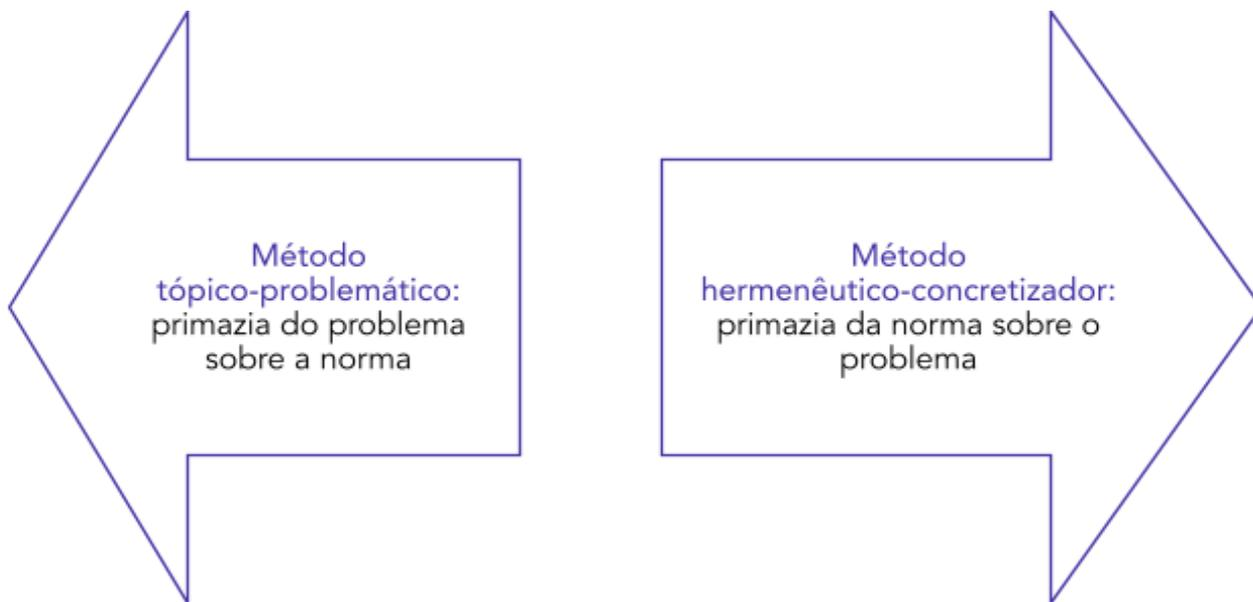 Método
tópico-problemático:
primazia do problema
sobre a norma
Método
hermenêutico-concretizador:
primazia da norma sobre o
problema